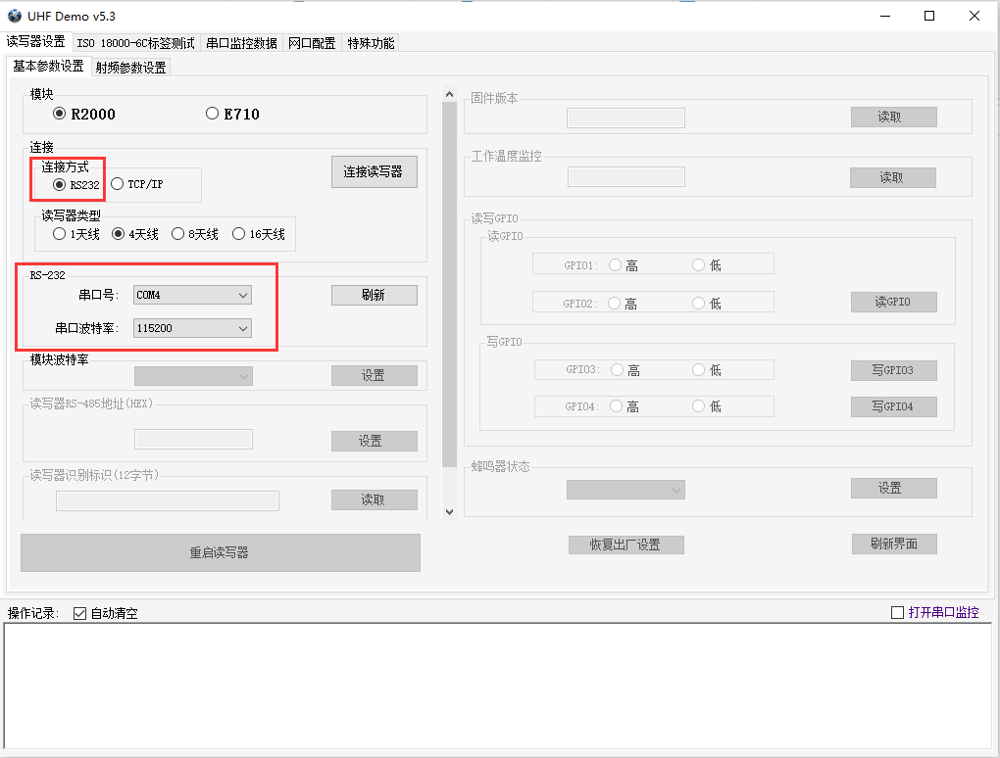 UHF Demo v5.3
读写器设置 ISO 18000-6C标签测试 串口监控数据 网口配置 特殊功能
基本参数设置 射频参数设置
模块
R2000 E710
连接
连接方式
RS232 TCP/IP
连接读写器
读写器类型
1天线 4天线 8天线 16天线
RS-232
串口号: COM4 刷新
串口波特率: 115200
模块波特率
设置
读写器RS-485地址(HEX)
设置
读写器识别标识(12字节)
读取
重启读写器
固件版本
读取
工作温度监控
读取
读写GPIO
读GPIO
GPIO1: 高 低
GPIO2: 高 低 读GPIO
写GPIO
GPIO3: 高 低 写GPIO3
GPIO4: 高 低 写GPIO4
蜂鸣器状态
设置
恢复出厂设置 刷新界面
操作记录: 自动清空 打开串口监控